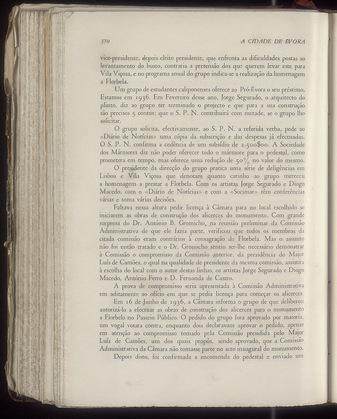 370 A CIDADE DE ÉVORA
vice-presidente, depois eleito presidente, que enfrenta as dificuldades postas ao
levantamento do busto, contraria a pretensão dos que querem levar este para
Vila Viçosa, e no programa anual do grupo indica-se a realização da homenagem
a Florbela.
Um grupo de estudantes calipolenses oferece ao Pró-Évora o seu préstimo.
Estamos em 1936. Em Fevereiro desse ano, Jorge Segurado, o arquitecto do
plinto, diz ao grupo ter terminado o projecto e que para a sua construção
são precisos 5 contos; que o S. P. N. contribuirá com metade, se o grupo lho
solicitar.
O grupo solicita, efectivamente, ao S. P. N. a referida verba, pede ao
«Diário de Notícias» uma cópia da subscrição e das despesas já efectuadas.
O S. P. N. confirma a cedência de um subsídio de 2.500$00. A Sociedade
dos Mármores diz não poder oferecer todo o mármore para o pedestal, como
prometera em tempo, mas oferece uma redução de 50% no valor do mesmo.
O presidente da direcção do grupo pratica uma série de deligências em
Lisboa e Vila Viçosa que denotam quanto carinho ao grupo merecia
a homenagem a prestar a Florbela. Com os artistas Jorge Segurado e Diogo
Macedo, com o «Diário de Notícias» e com a «Sociedade» têm conferências
várias e toma várias decisões.
Faltava nessa altura pedir licença à Câmara para no local escolhido se
iniciarem as obras de construção dos alicerces do monumento. Com grande
surpresa do Dr. António B. Gromicho, na reunião preliminar da Comissão
Administrativa de que ele fazia parte, verificou que todos os membros da
citada comissão eram contrários à consagração de Florbela. Mas o assunto
não foi então tratado e o Dr. Gromicho sentiu ser-lhe necessário demonstrar
à Comissão o compromisso da Comissão anterior, da presidência do Major
Luís de Camões, o qual na qualidade de presidente da mesma comissão, assistira
à escolha do local com o autor destas linhas, os artistas Jorge Segurado e Diogo
Macedo, António Ferro e D. Fernanda de Castro.
A prova de compromisso seria apresentada à Comissão Administrativa
em aditamento ao ofício em que se pedia licença para começar os alicerces.
Em 16 de Junho de 1936, a Câmara informa o grupo de que deliberou
autorizá-lo a efectuar as obras de construção dos alicerces para o monumento
a Florbela no Passeio Público. O pedido do grupo fora aprovado por maioria,
um vogal votara contra, enquanto dois declaravam aprovar o pedido, apenas
em atenção ao compromisso tomado pela Comissão presidida pelo Major
Luís de Camões, um dos quais propôs, sendo aprovado, que a Comissão
Administrativa da Câmara não tomasse parte no acto inaugural do monumento.
Depois disto, foi confirmada a encomenda do pedestal e enviado um